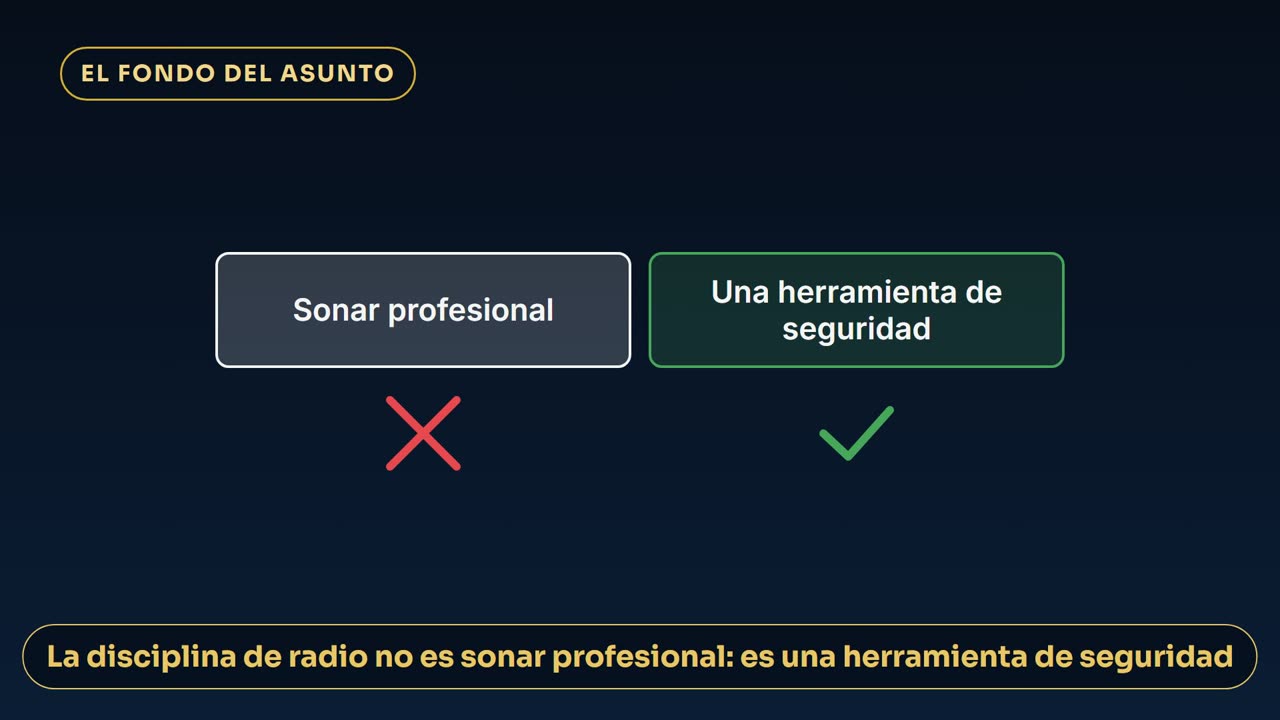 EL FONDO DEL ASUNTO
Sonar profesional
Una herramienta de
seguridad
La disciplina de radio no es sonar profesional: es una herramienta de seguridad